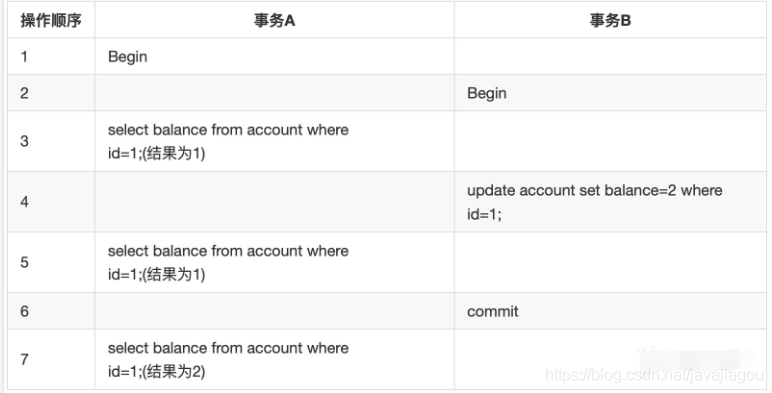 操作顺序 事务A 事务B
1 Begin
2 Begin
select balance from account where
3
id=1;(结果为1)
update account set balance=2 where
4
id=1;
select balance from account where
5
id=1;(结果为1)
6 commit
select balance from account where
7
id=1;(结果为2)
https://blog.csdn.net/javajiagou